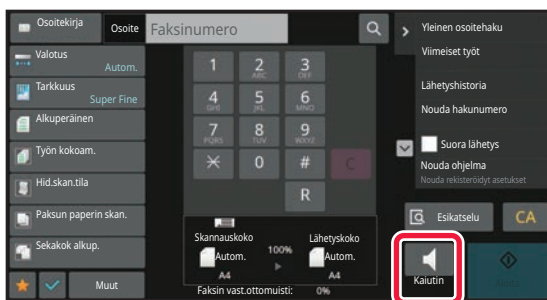 Osoitekirja
Osoite
Faksinumero
Valotus
Autom.
Tarkkuus
Super Fine
Alkuperäinen
Työn kokoam.
Hid.skan.tila
Paksun paperin skan.
Sekakok alkup.
Muut
1
2
ABC
3
DEF
4
GHI
5
JKL
6
MNO
7
PQRS
8
TUV
9
WXYZ
0
#
C
R
Skannauskoko
Autom.
A4
100%
Lähetyskoko
Autom.
A4
Faksin vast.ottomuisti: 0%
Yleinen osoitehaku
Viimeiset työt
Lähetyshistoria
Nouda hakunumero
Suora lähetys
Nouda ohjelma
Nouda rekisteröidyt asetukset
Esikatselu
CA
Kaiutin